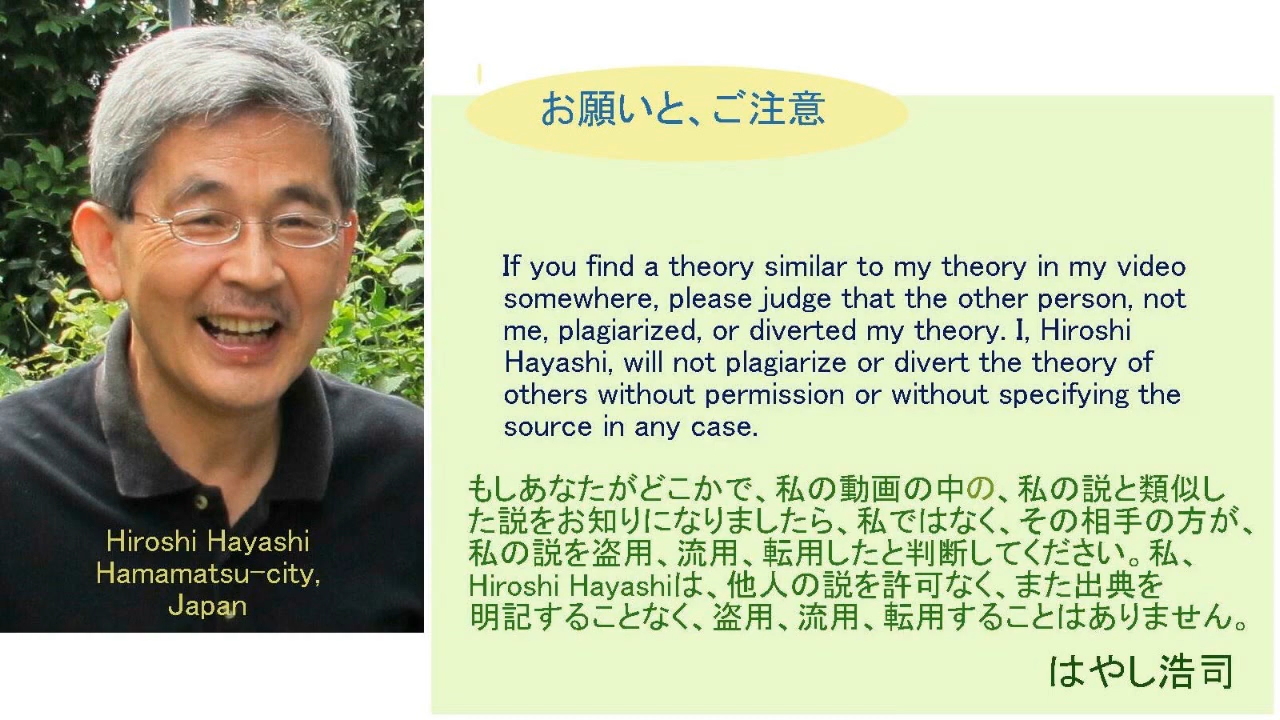 お願いと、ご注意
If you find a theory similar to my theory in my video
somewhere, please judge that the other person, not
me, plagiarized, or diverted my theory. I, Hiroshi
Hayashi, will not plagiarize or divert the theory of
others without permission or without specifying the
source in any case.
もしあなたがどこかで、私の動画の中の、私の説と類似し
た説をお知りになりましたら、私ではなく、その相手の方が、
私の説を盗用、流用、転用したと判断してください。私、
Hiroshi Hayashiは、他人の説を許可なく、また出典を
明記することなく、盗用、流用、転用することはありません。
はやし浩司
Hiroshi Hayashi
Hamamatsu-city,
Japan